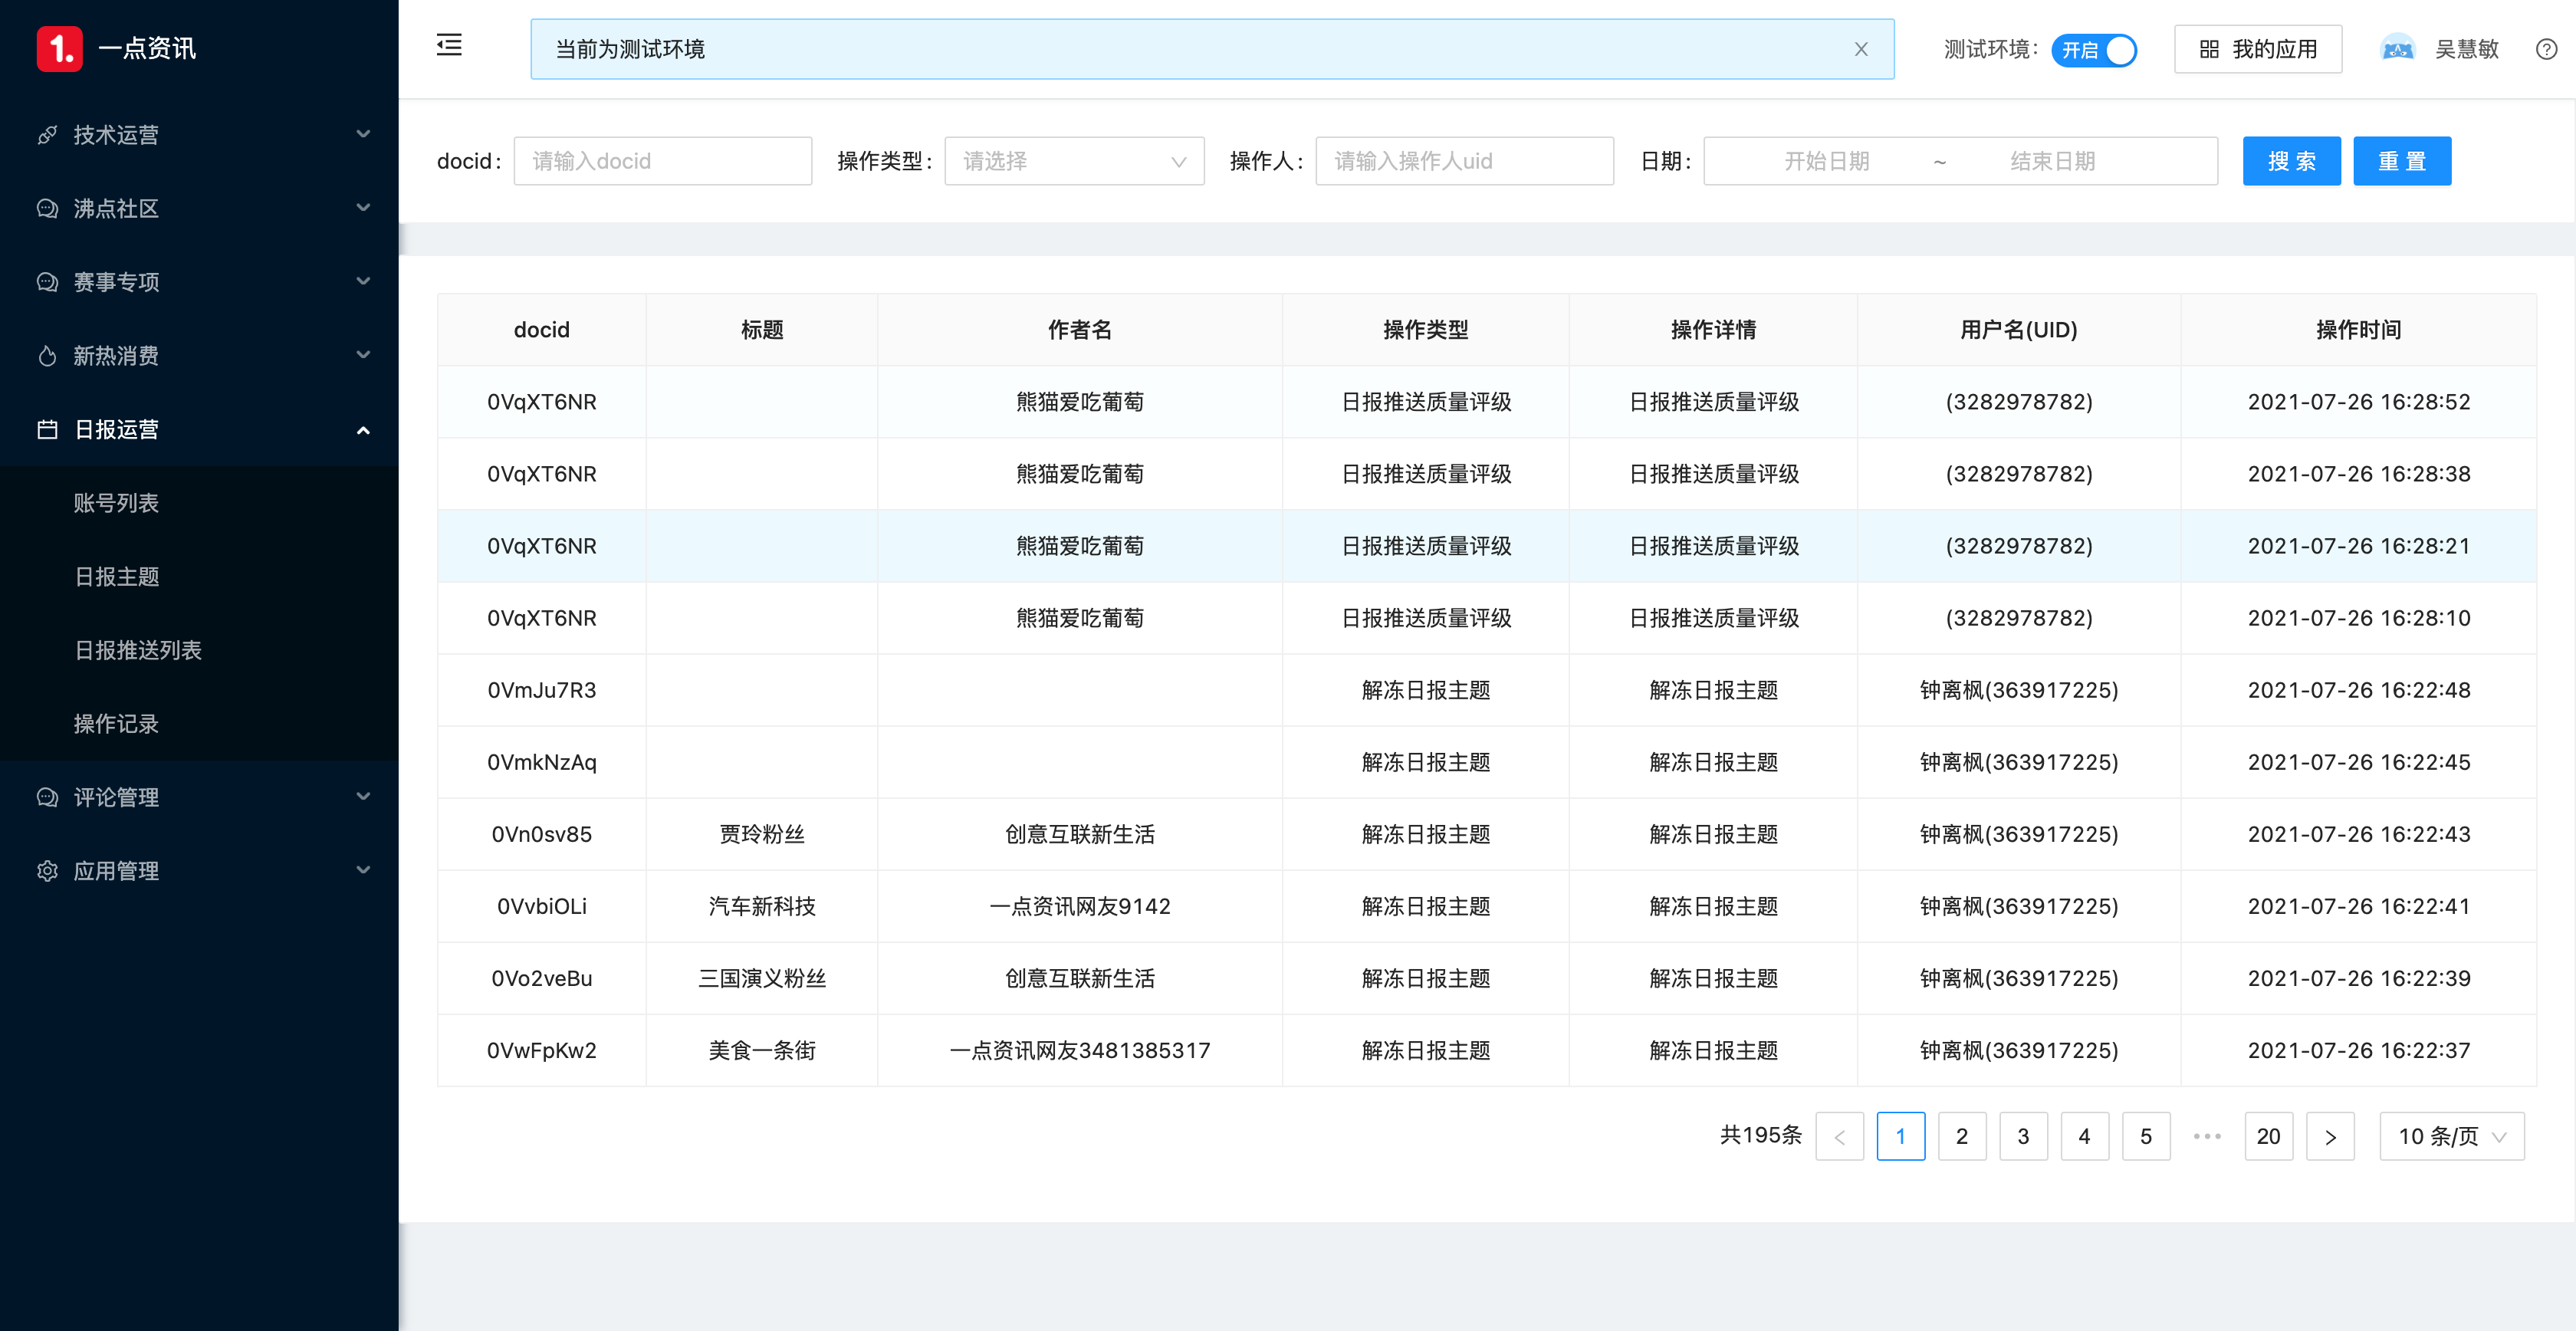 一点资讯
当前为测试环境
测试环境: 开启
我的应用
吴慧敏
技术运营
沸点社区
赛事专项
新热消费
日报运营
账号列表
日报主题
日报推送列表
操作记录
评论管理
应用管理
docid: 请输入docid 操作类型: 请选择 操作人: 请输入操作人uid 日期: 开始日期 ~ 结束日期 搜 索 重 置
docid 标题 作者名 操作类型 操作详情 用户名(UID) 操作时间
0VqXT6NR 熊猫爱吃葡萄 日报推送质量评级 日报推送质量评级 (3282978782) 2021-07-26 16:28:52
0VqXT6NR 熊猫爱吃葡萄 日报推送质量评级 日报推送质量评级 (3282978782) 2021-07-26 16:28:38
0VqXT6NR 熊猫爱吃葡萄 日报推送质量评级 日报推送质量评级 (3282978782) 2021-07-26 16:28:21
0VqXT6NR 熊猫爱吃葡萄 日报推送质量评级 日报推送质量评级 (3282978782) 2021-07-26 16:28:10
0VmJu7R3 解冻日报主题 解冻日报主题 钟离枫(363917225) 2021-07-26 16:22:48
0VmkNzAq 解冻日报主题 解冻日报主题 钟离枫(363917225) 2021-07-26 16:22:45
0Vn0sv85 贾玲粉丝 创意互联新生活 解冻日报主题 解冻日报主题 钟离枫(363917225) 2021-07-26 16:22:43
0VvbiOLi 汽车新科技 一点资讯网友9142 解冻日报主题 解冻日报主题 钟离枫(363917225) 2021-07-26 16:22:41
0Vo2veBu 三国演义粉丝 创意互联新生活 解冻日报主题 解冻日报主题 钟离枫(363917225) 2021-07-26 16:22:39
0VwFpKw2 美食一条街 一点资讯网友3481385317 解冻日报主题 解冻日报主题 钟离枫(363917225) 2021-07-26 16:22:37
共195条 < 1 2 3 4 5 ••• 20 > 10 条/页